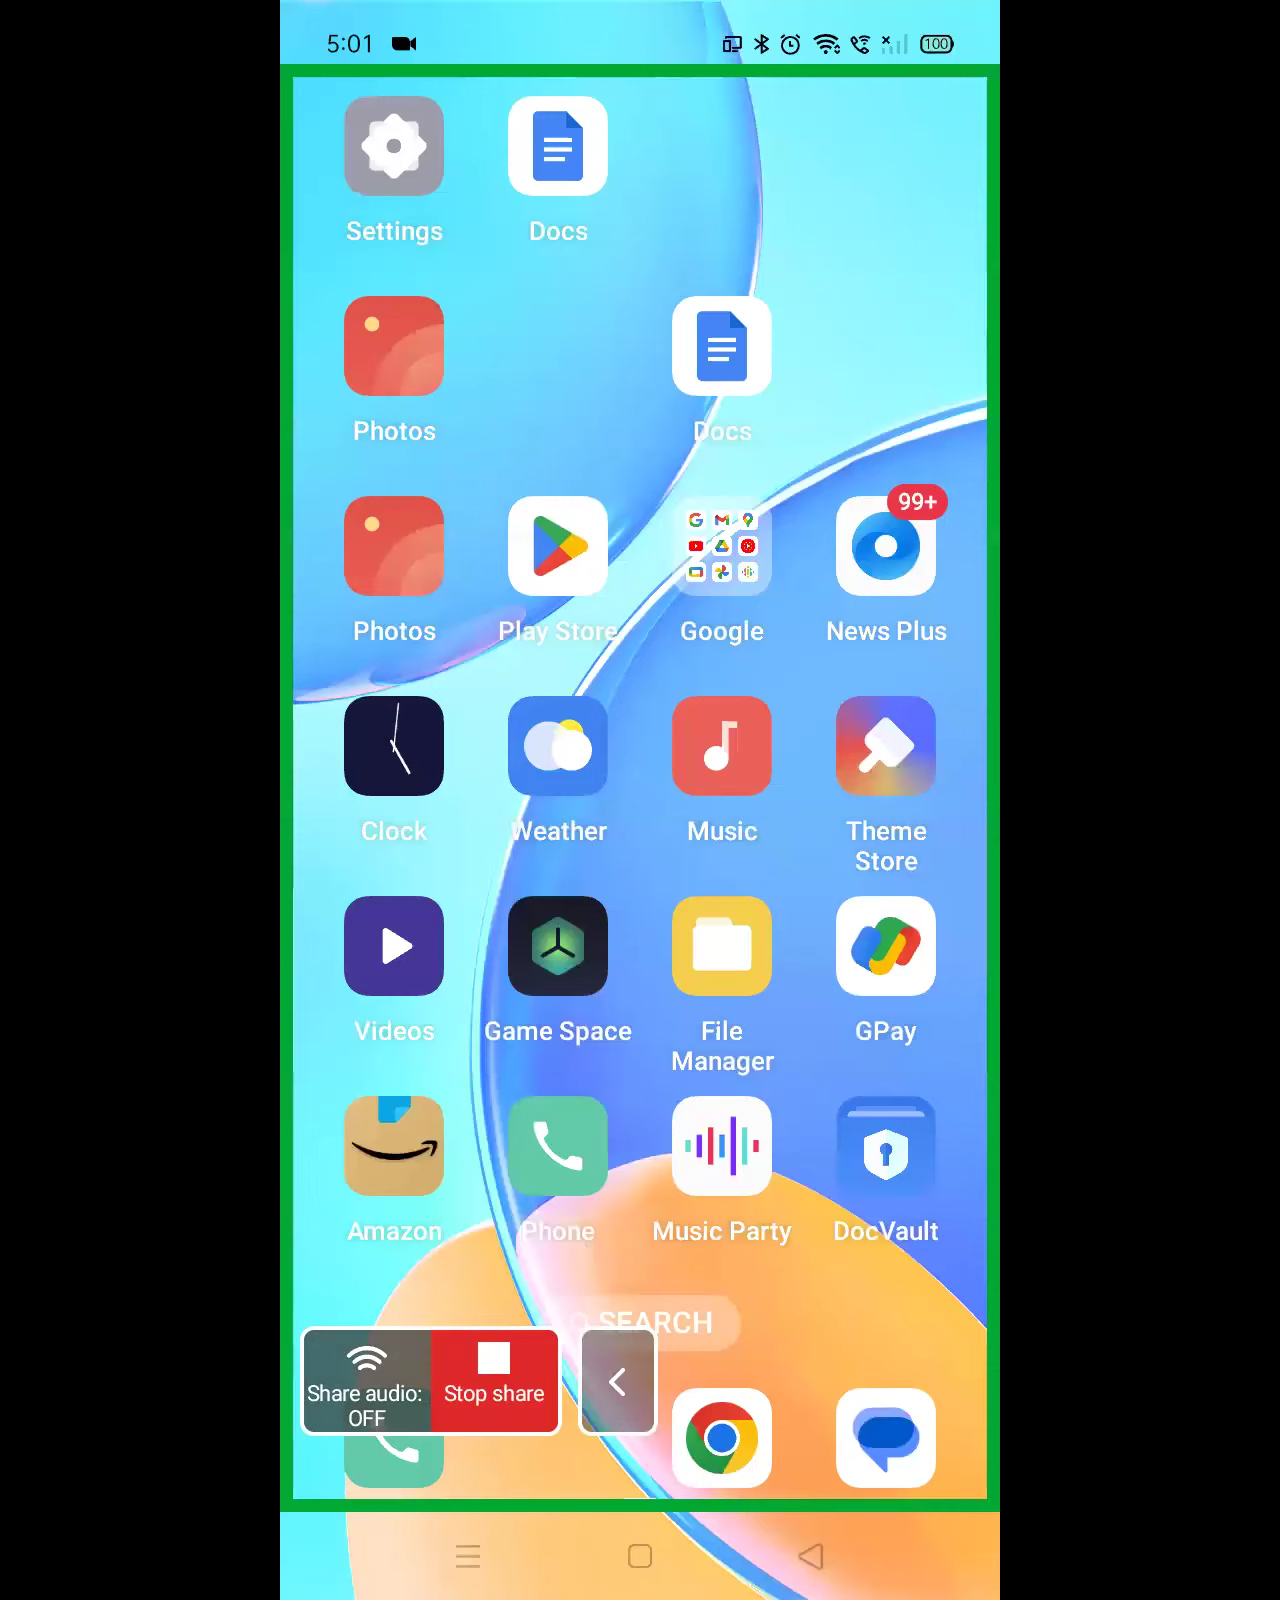 5:01
100
Settings
Docs
Photos
Docs
99+
Photos
Play Store
Google
News Plus
Clock
Weather
Music
Theme
Store
Videos
Game Space
File
Manager
GPay
Amazon
Phone
Music Party
DocVault
SEARCH
Share audio:
OFF
Stop share